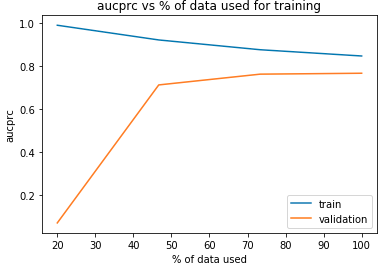 aucprc vs % of data used for training
1.0
0.8
0.6
0.4
0.2
aucprc
20 30 40 50 60 70 80 90 100
% of data used
train
validation